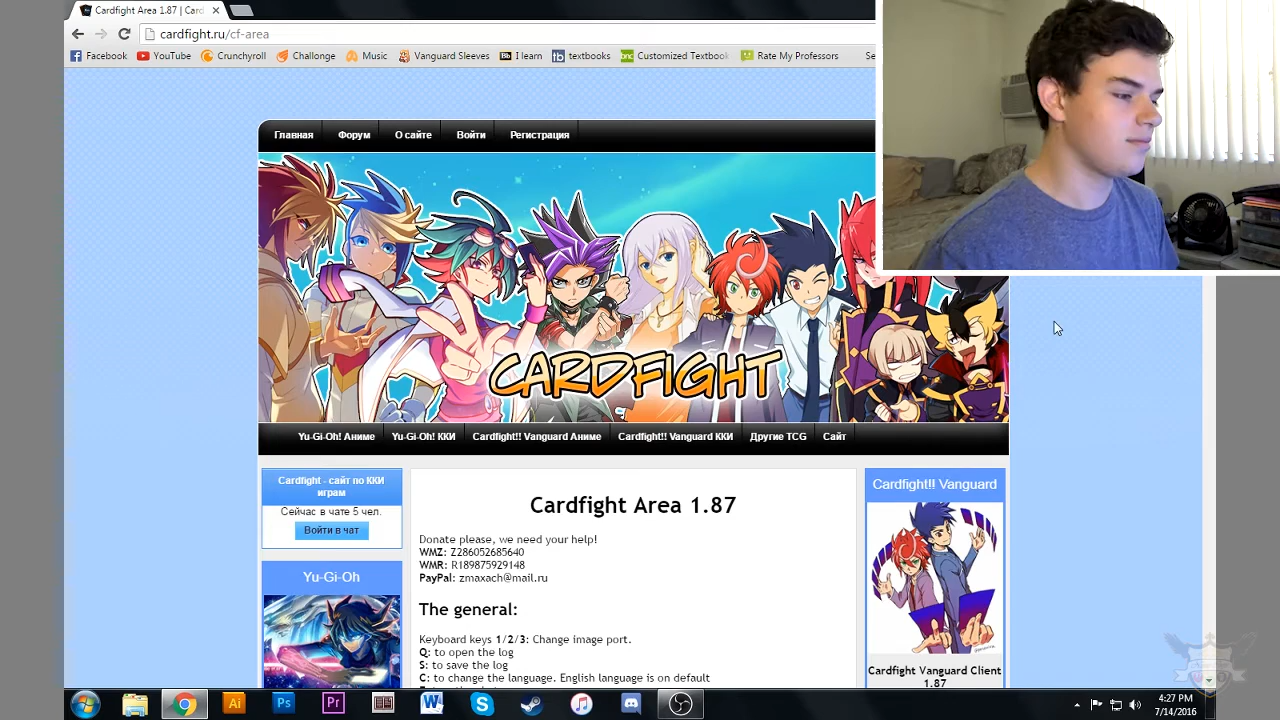 Cardfight Area 1.87 | Card
cardfight.ru/cf-area
Facebook YouTube Crunchyroll Challenge Music Vanguard Sleeves I learn textbooks Customized Textbook Rate My Professors Se
Главная Форум О сайте Войти Регистрация
CARDFIGHT
Yu-Gi-Oh! Аниме Yu-Gi-Oh! ККИ Cardfight!! Vanguard Аниме Cardfight!! Vanguard ККИ Другие TCG Сайт
Cardfight - сайт по ККИ
играм
Сейчас в чате 5 чел.
Войти в чат
Yu-Gi-Oh
Cardfight Area 1.87
Donate please, we need your help!
WMZ: Z286052685640
WMR: R189875929148
PayPal: zmaxach@mail.ru
The general:
Keyboard keys 1/2/3: Change image port.
Q: to open the log
S: to save the log
C: to change the language. English language is on default
Cardfight!! Vanguard
Cardfight Vanguard Client
1.87
4:27 PM
7/14/2016